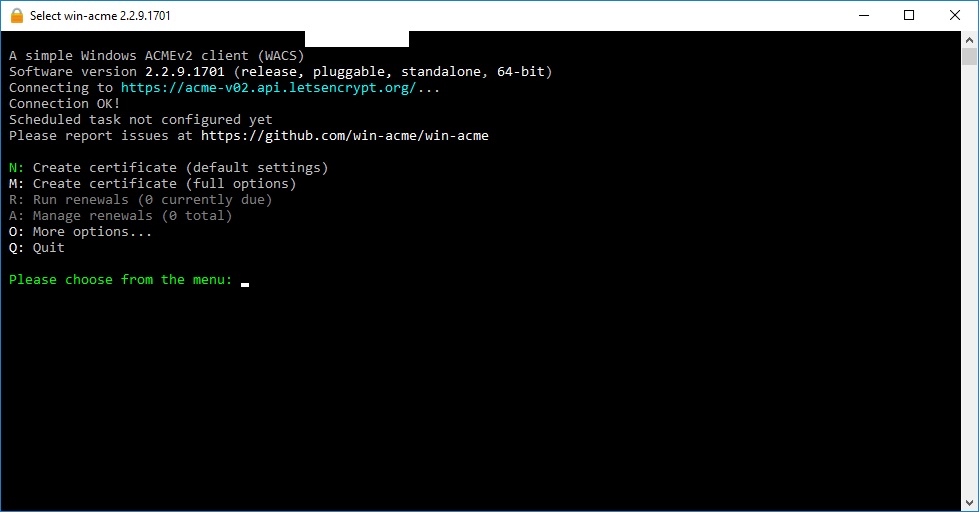 Select win-acme 2.2.9.1701
A simple Windows ACMEv2 client (WACS)
Software version 2.2.9.1701 (release, pluggable, standalone, 64-bit)
Connecting to https://acme-v02.api.letsencrypt.org/...
Connection OK!
Scheduled task not configured yet
Please report issues at https://github.com/win-acme/win-acme
N: Create certificate (default settings)
M: Create certificate (full options)
R: Run renewals (0 currently due)
A: Manage renewals (0 total)
O: More options...
Q: Quit
Please choose from the menu: